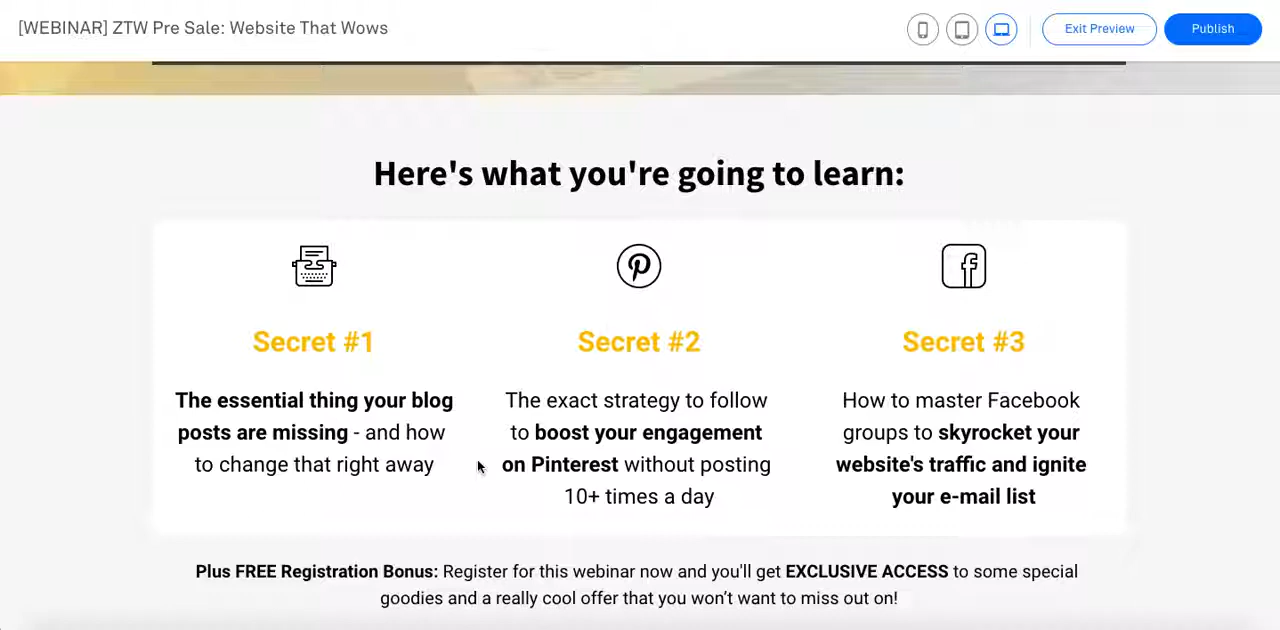 [WEBINAR] ZTW Pre Sale: Website That Wows
Exit Preview
Publish
Here's what you're going to learn:
Secret #1
The essential thing your blog
posts are missing - and how
to change that right away
Secret #2
The exact strategy to follow
to boost your engagement
on Pinterest without posting
10+ times a day
Secret #3
How to master Facebook
groups to skyrocket your
website's traffic and ignite
your e-mail list
Plus FREE Registration Bonus: Register for this webinar now and you'll get EXCLUSIVE ACCESS to some special
goodies and a really cool offer that you won’t want to miss out on!